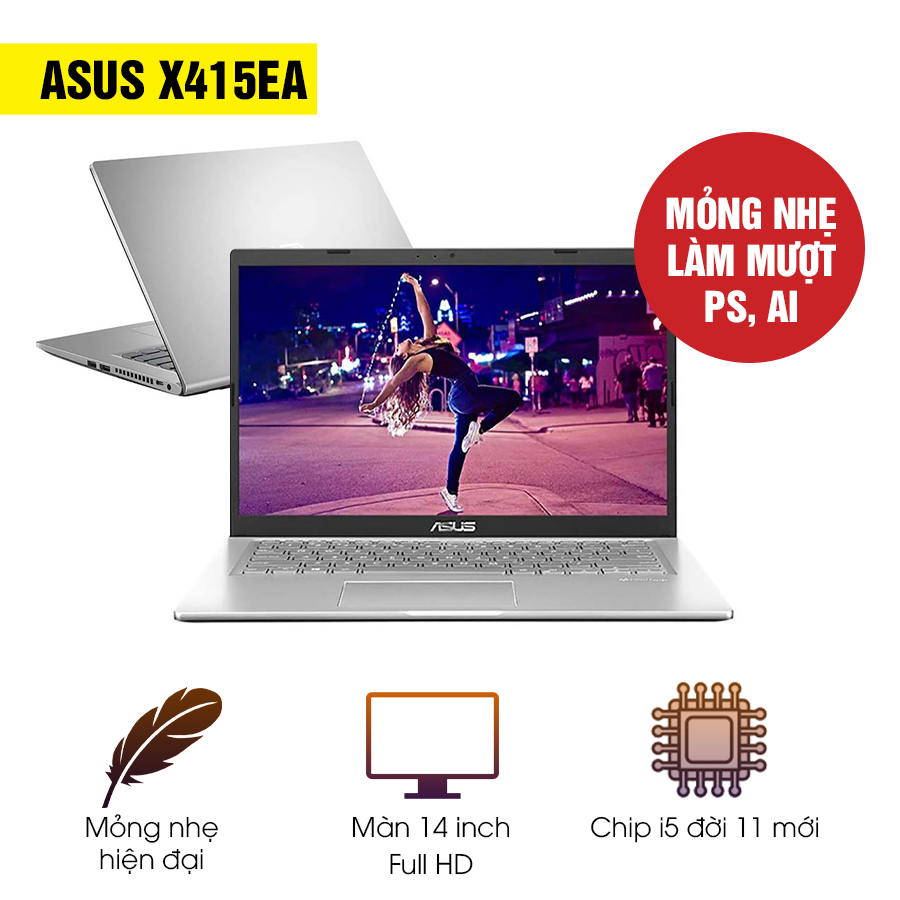 ASUS X415EA
MỎNG NHẸ
LÀM MƯỢT
PS, AI
ASUS
Mỏng nhẹ
hiện đại
Màn 14 inch
Full HD
Chip i5 đời 11 mới